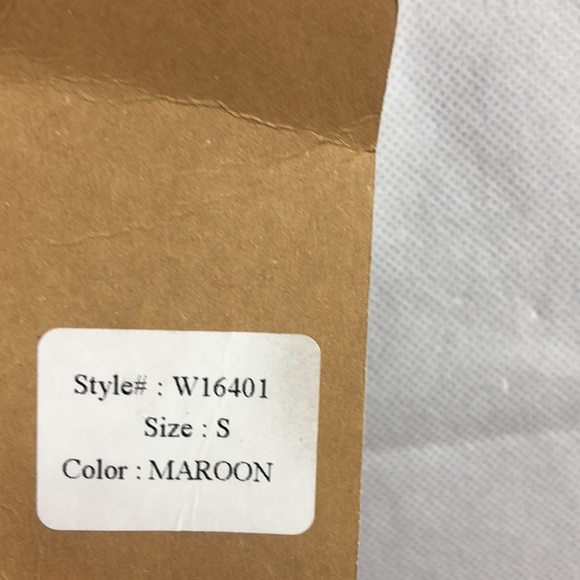 Style# : W16401
Size : S
Color : MAROON